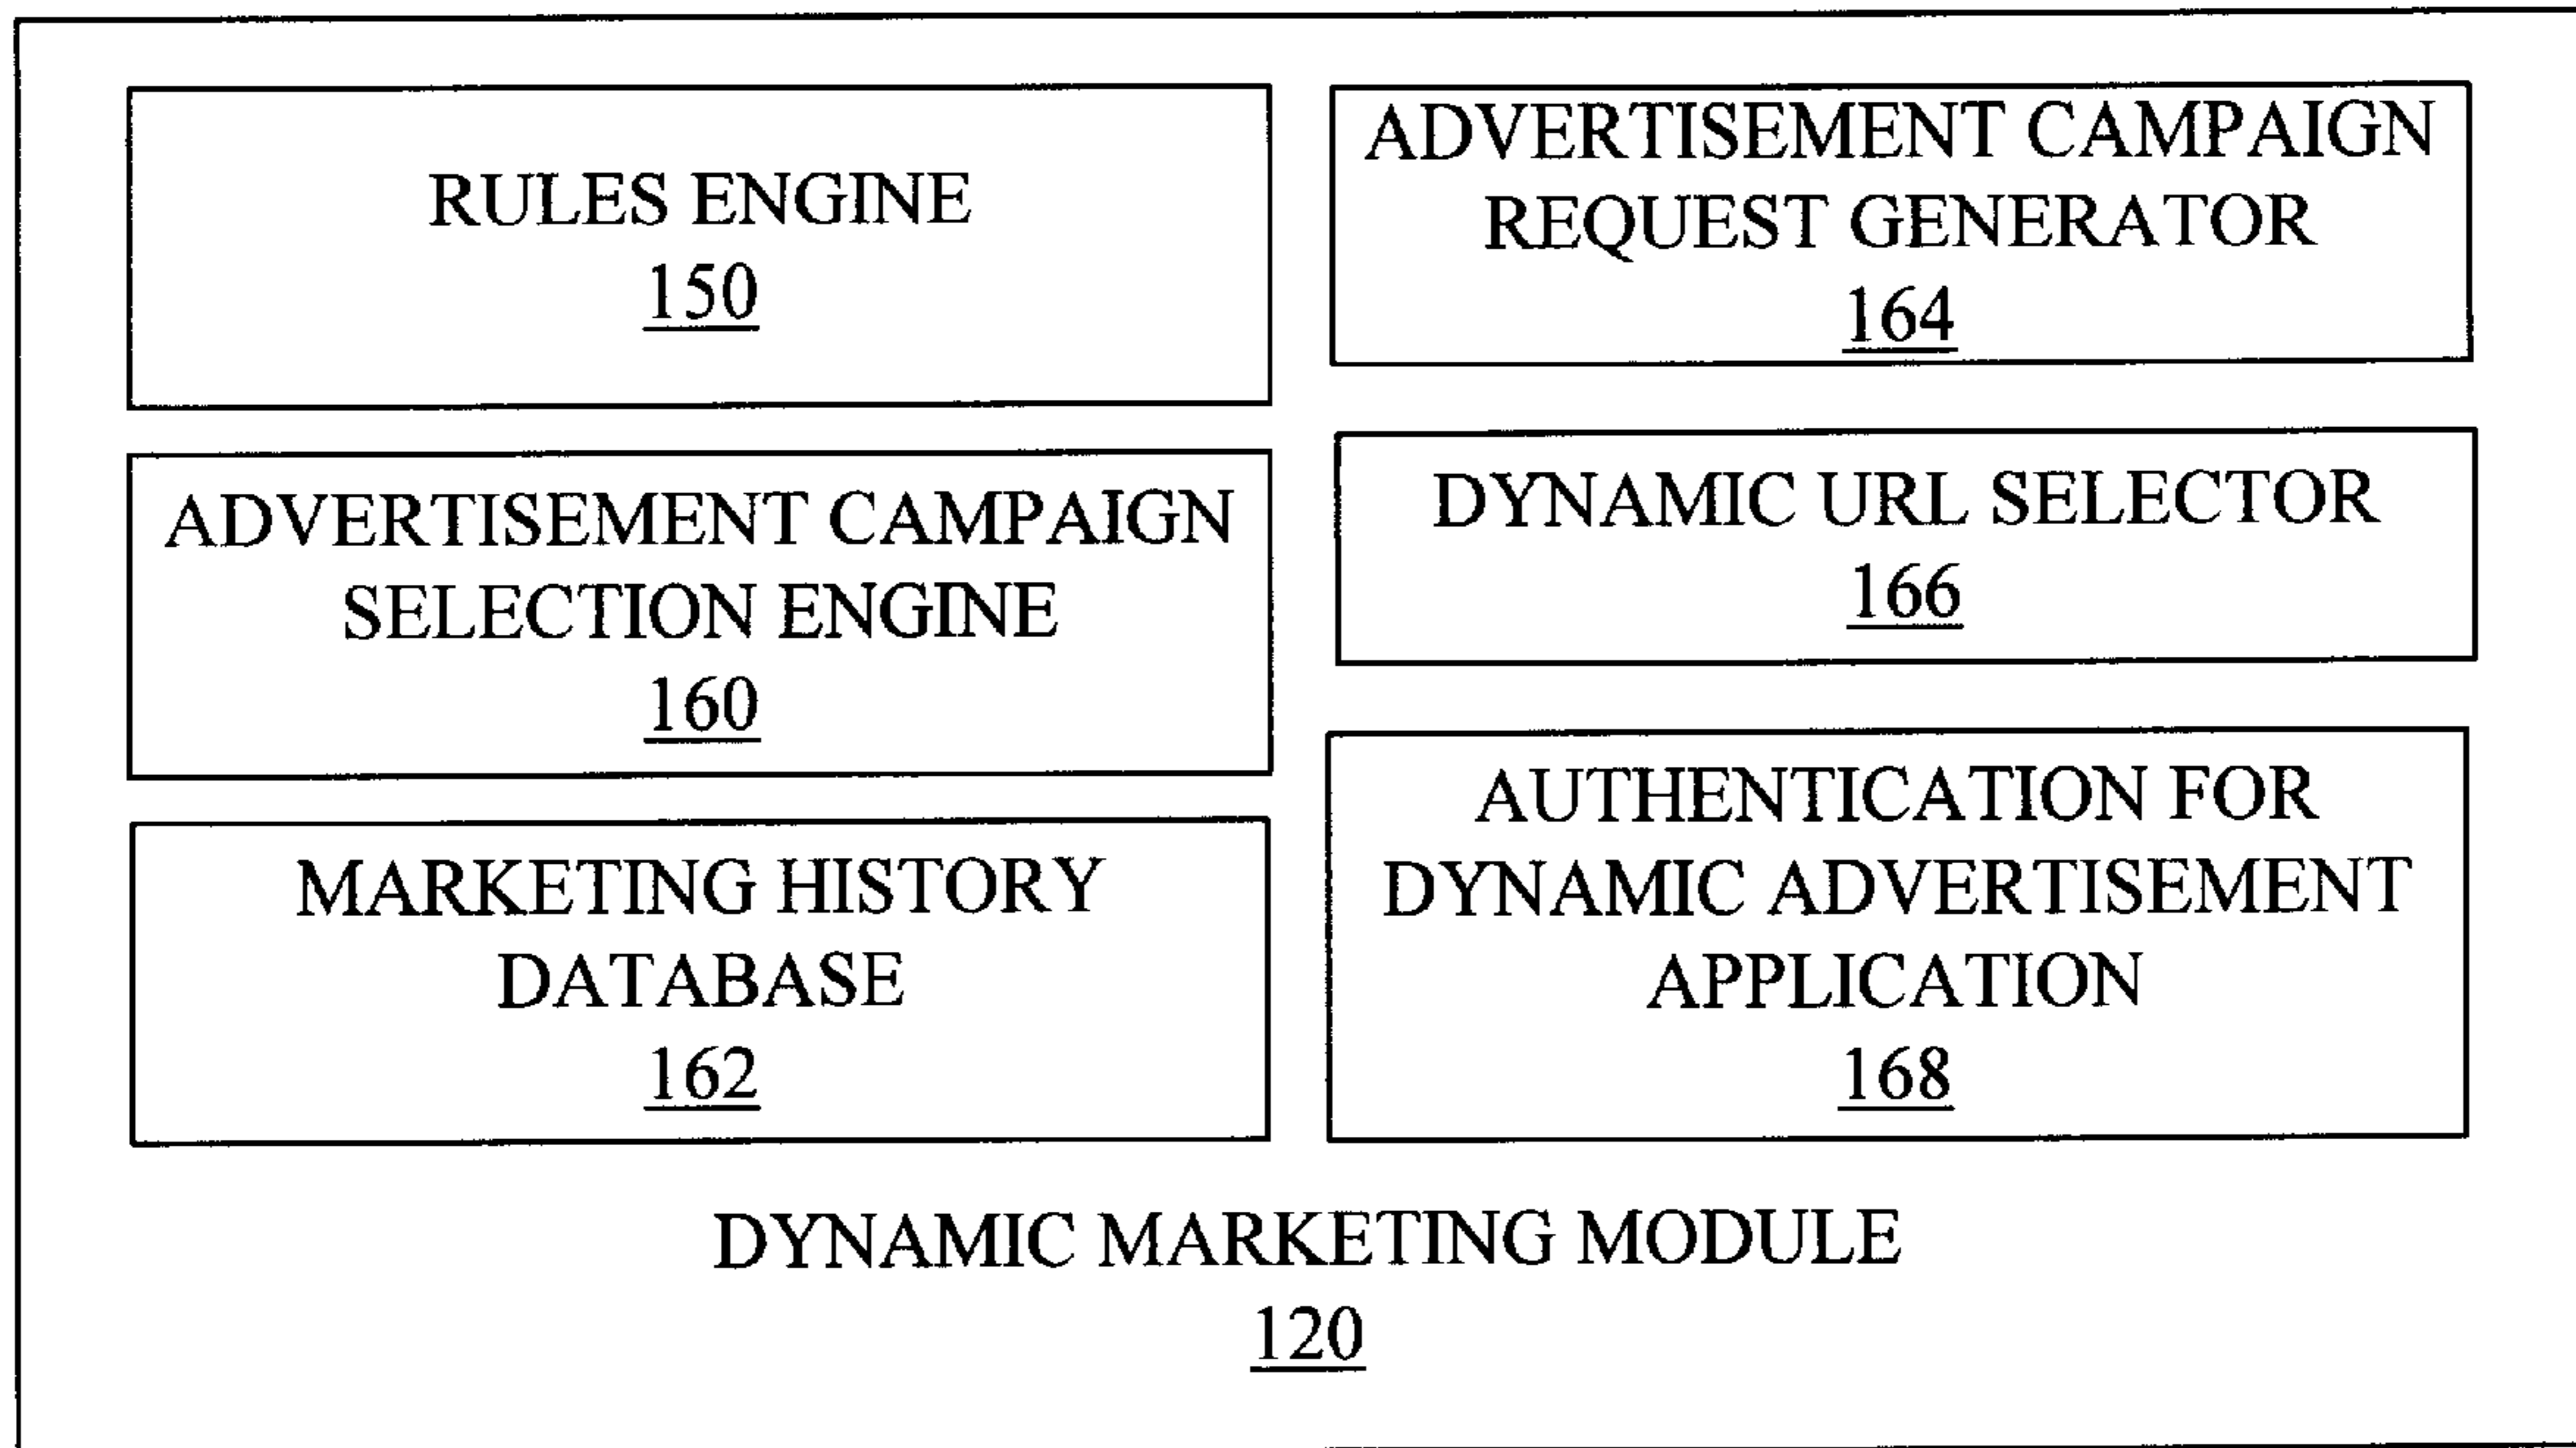 RULES ENGINE
150
ADVERTISEMENT CAMPAIGN
SELECTION ENGINE
160
MARKETING HISTORY
DATABASE
162
ADVERTISEMENT CAMPAIGN
REQUEST GENERATOR
164
DYNAMIC URL SELECTOR
166
AUTHENTICATION FOR
DYNAMIC ADVERTISEMENT
APPLICATION
168
DYNAMIC MARKETING MODULE
120